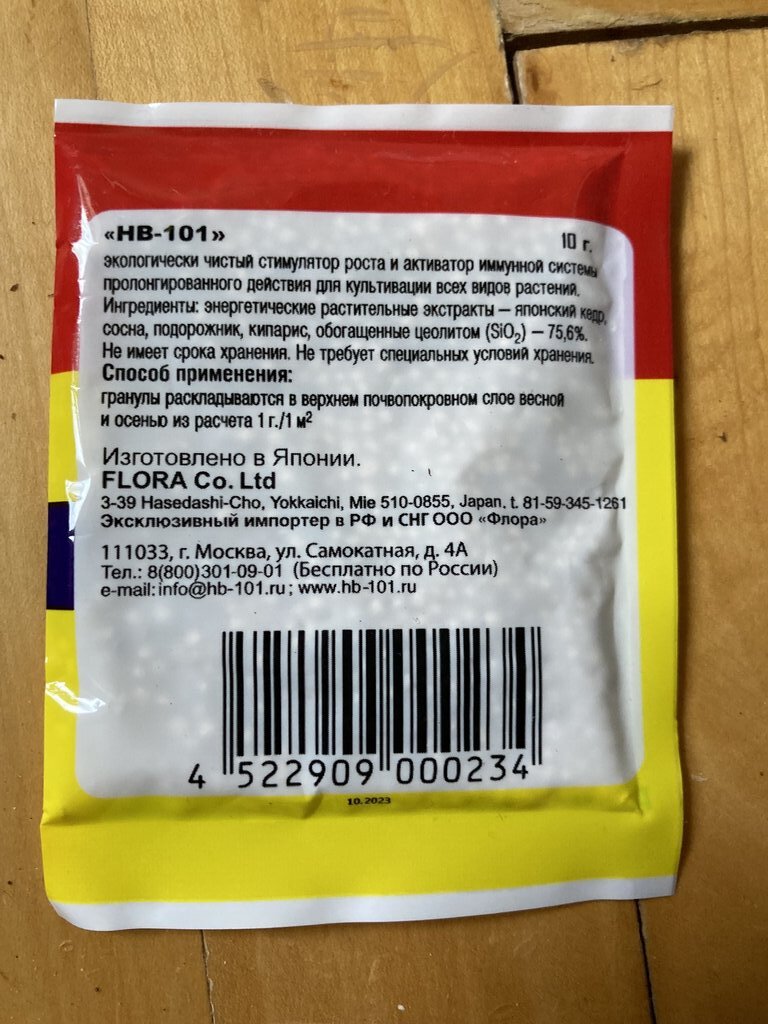 «НВ-101»
10 г.
экологически чистый стимулятор роста и активатор иммунной системы
пролонгированного действия для культивации всех видов растений.
Ингредиенты: энергетические растительные экстракты — японский кедр,
сосна, подорожник, кипарис, обогащенные цеолитом (SiO₂) — 75,6%.
Не имеет срока хранения. Не требует специальных условий хранения.
Способ применения:
гранулы раскладываются в верхнем почвопокровном слое весной
и осенью из расчета 1 г./1 м²
Изготовлено в Японии.
FLORA Co. Ltd
3-39 Hasedashi-Cho, Yokkaichi, Mie 510-0855, Japan. t. 81-59-345-1261
Эксклюзивный импортер в РФ и СНГ ООО «Флора»
111033, г. Москва, ул. Самокатная, д. 4А
Тел.: 8(800)301-09-01 (Бесплатно по России)
e-mail: info@hb-101.ru; www.hb-101.ru
4 522909 000234
10.2023